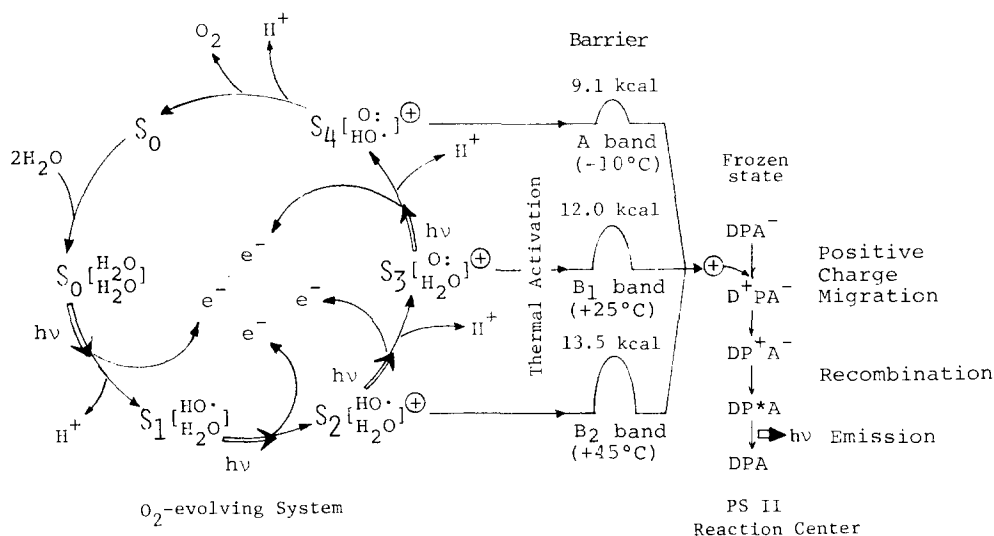 Barrier
O₂
H⁺
9.1 kcal
S₀
S₄[O: HO·]⊕
H⁺
A band
(-10°C)
Frozen
state
2H₂O
hν
12.0 kcal
DPA⁻
e⁻
S₀[H₂O H₂O]
S₃[O: H₂O]⊕
Thermal Activation
B₁ band
(+25°C)
⊕
D⁺PA⁻
Positive
Charge
Migration
e⁻
e⁻
e⁻
hν
H⁺
13.5 kcal
DP⁺A⁻
Recombination
hν
H⁺
S₁[HO· H₂O]
S₂[HO· H₂O]⊕
hν
B₂ band
(+45°C)
DP*A
hν Emission
DPA
O₂-evolving System
PS II
Reaction Center